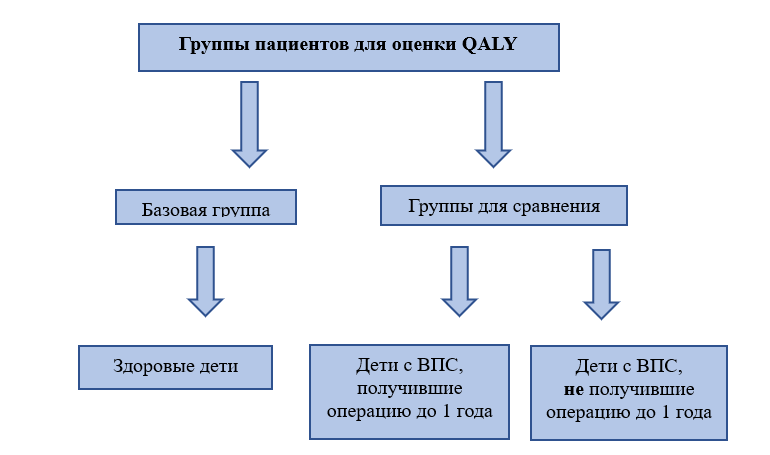 Группы пациентов для оценки QALY
Базовая группа
Группы для сравнения
Здоровые дети
Дети с ВПС,
получившие
операцию до 1 года
Дети с ВПС,
не получившие
операцию до 1 года